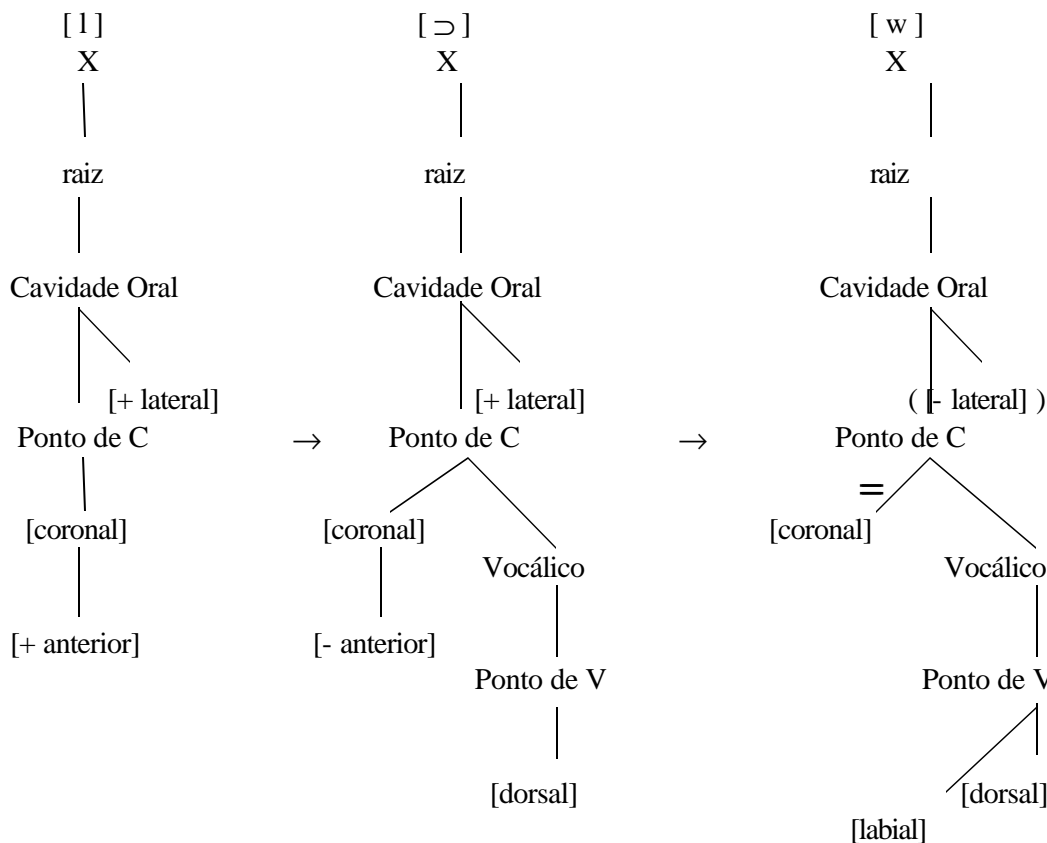 [ l ] [ ⊃ ] [ w ]
X X X
raiz raiz raiz
Cavidade Oral Cavidade Oral Cavidade Oral
[+ lateral] [+ lateral] ( [- lateral] )
Ponto de C → Ponto de C → Ponto de C
=
[coronal] [coronal] [coronal]
Vocálico Vocálico
[+ anterior] [- anterior]
Ponto de V Ponto de V
[dorsal] [dorsal]
[labial]